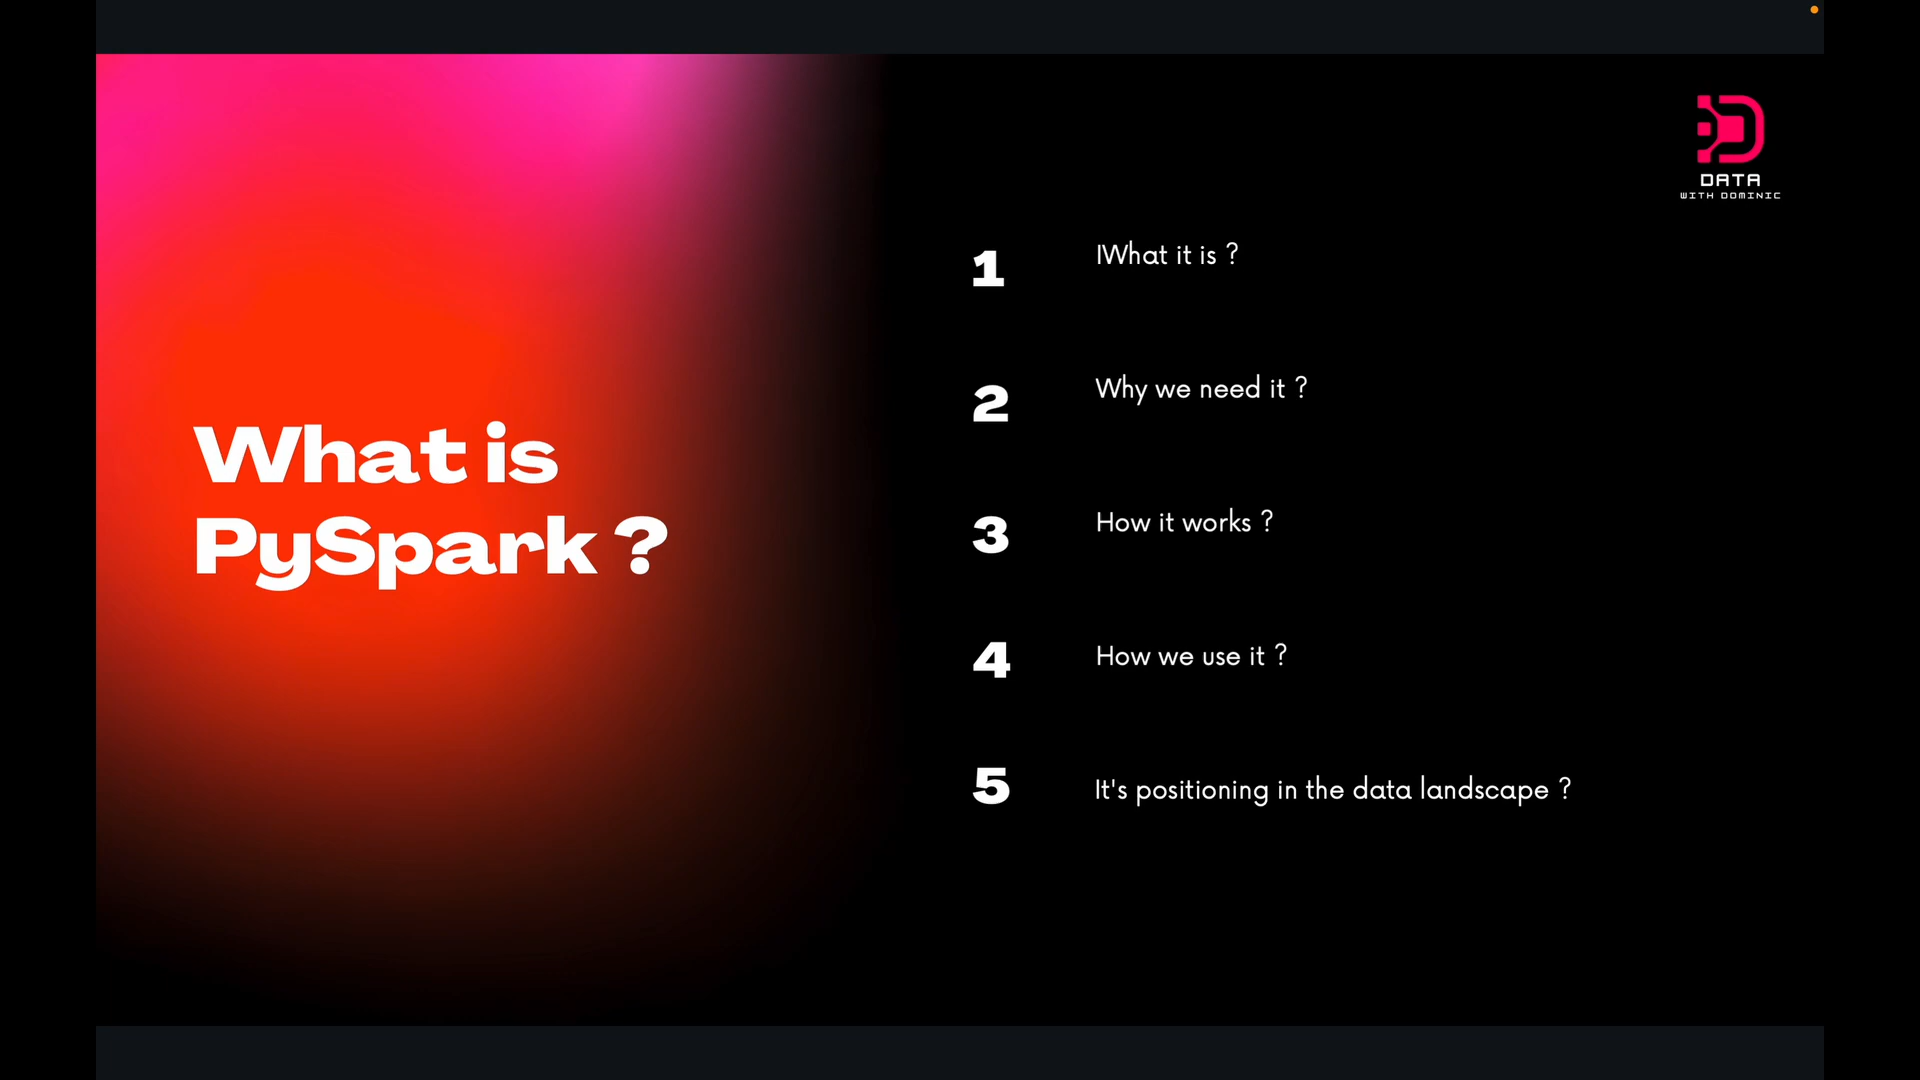 What is
PySpark ?
DATA
WITH DOMINIC
1
IWhat it is ?
2
Why we need it ?
3
How it works ?
4
How we use it ?
5
It's positioning in the data landscape ?